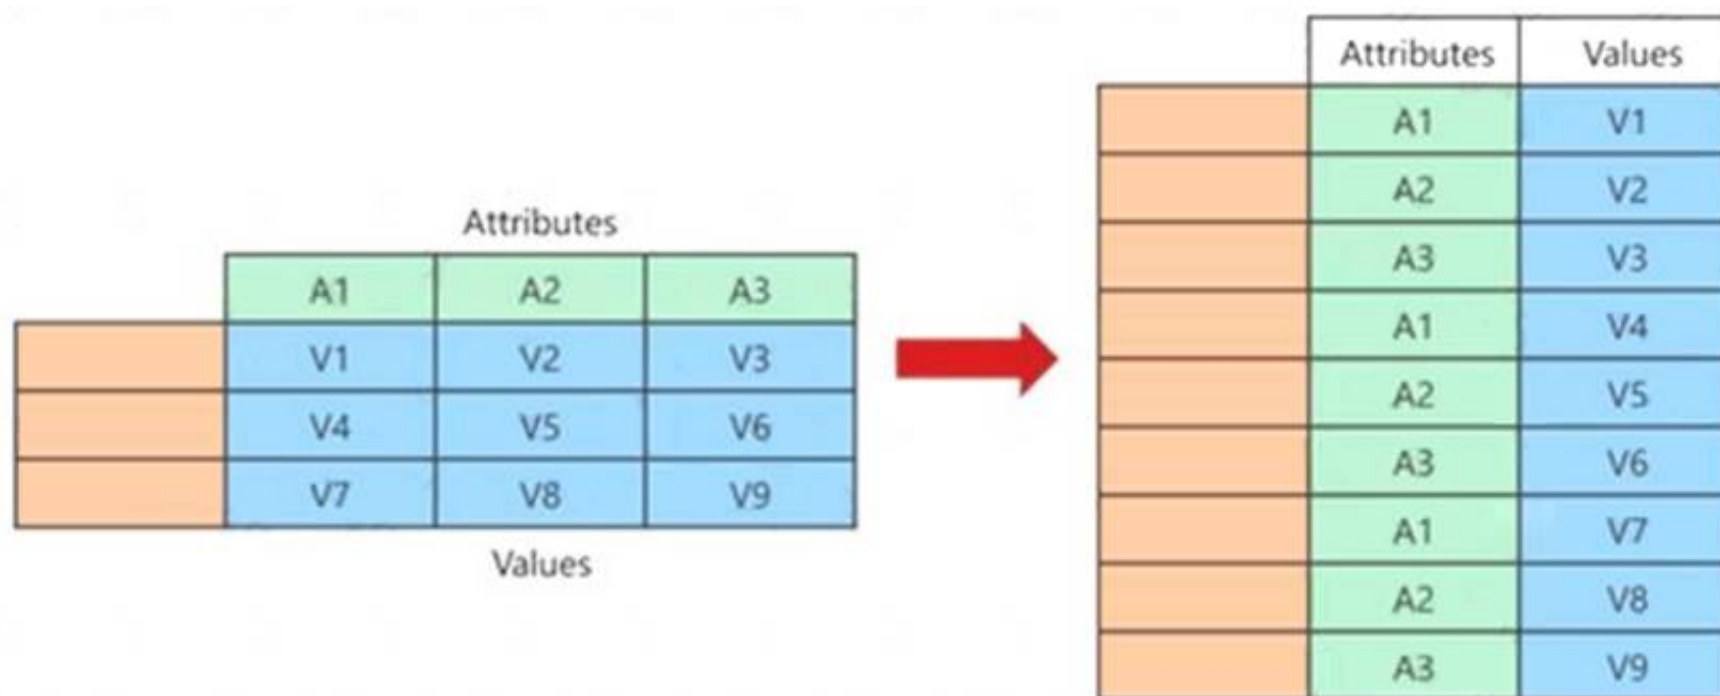 Attributes
A1 A2 A3
V1 V2 V3
V4 V5 V6
V7 V8 V9
Values
Attributes Values
A1 V1
A2 V2
A3 V3
A1 V4
A2 V5
A3 V6
A1 V7
A2 V8
A3 V9